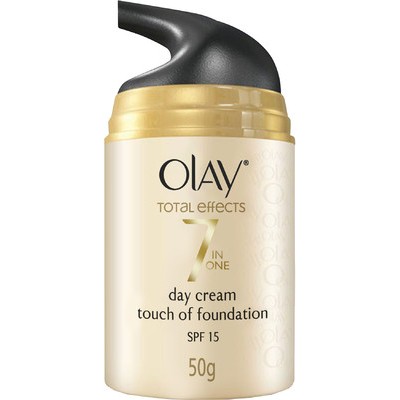 OLAY®
TOTAL effects
7 IN ONE
day cream
touch of foundation
SPF 15
50g